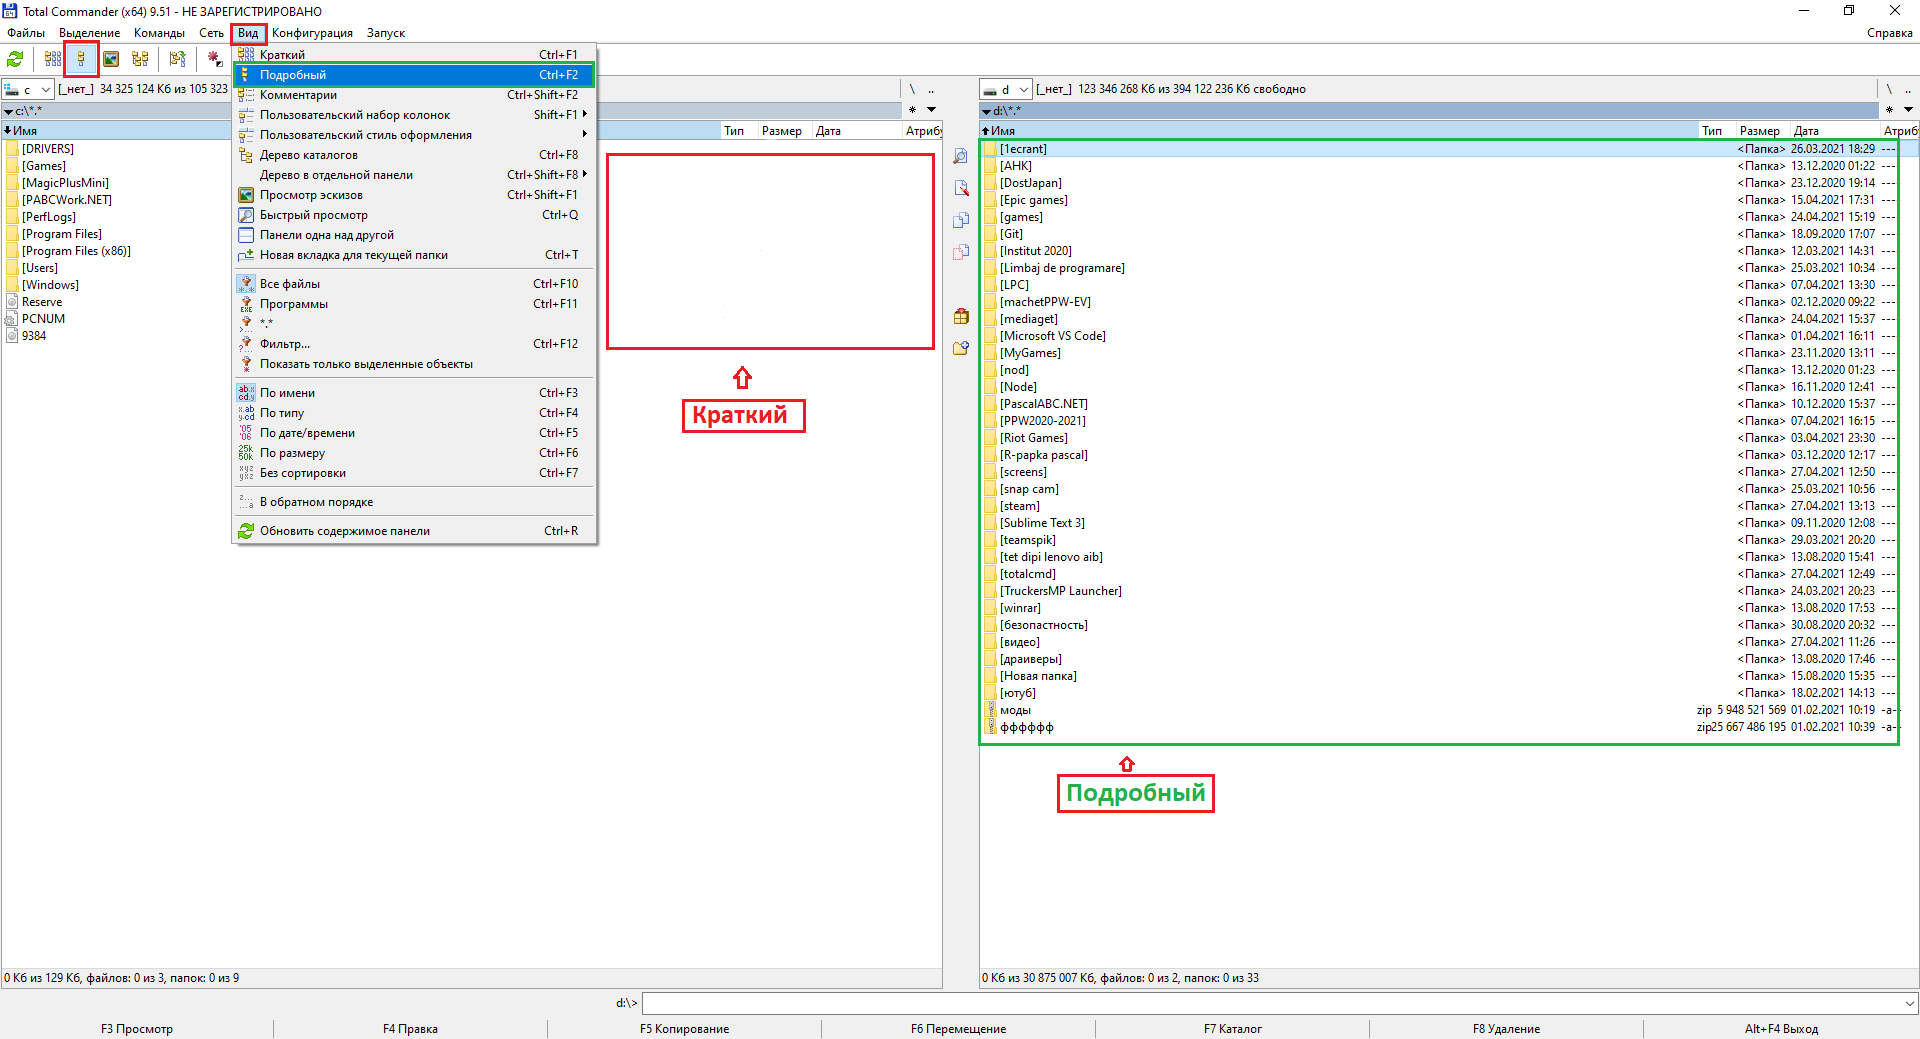 Total Commander (x64) 9.51 - НЕ ЗАРЕГИСТРИРОВАНО
Файлы Выделение Команды Сеть Вид Конфигурация Запуск Справка
c [_нет_] 34 325 124 Кб из 105 323 \ ..
c:\*.* * 
Имя Тип Размер Дата Атрибу
[DRIVERS]
[Games]
[MagicPlusMini]
[PABCWork.NET]
[PerfLogs]
[Program Files]
[Program Files (x86)]
[Users]
[Windows]
Reserve
PCNUM
9384
Краткий Ctrl+F1
Подробный Ctrl+F2
Комментарии Ctrl+Shift+F2
Пользовательский набор колонок Shift+F1
Пользовательский стиль оформления
Дерево каталогов Ctrl+F8
Дерево в отдельной панели Ctrl+Shift+F8
Просмотр эскизов Ctrl+Shift+F1
Быстрый просмотр Ctrl+Q
Панели одна над другой
Новая вкладка для текущей папки Ctrl+T
Все файлы Ctrl+F10
Программы Ctrl+F11
*.*
Фильтр... Ctrl+F12
Показать только выделенные объекты
По имени Ctrl+F3
По типу Ctrl+F4
По дате/времени Ctrl+F5
По размеру Ctrl+F6
Без сортировки Ctrl+F7
В обратном порядке
Обновить содержимое панели Ctrl+R
Краткий
d [_нет_] 123 346 268 Кб из 394 122 236 Кб свободно \ ..
d:\*.* *
Имя Тип Размер Дата Атрибу
[1ecrant] <Папка> 26.03.2021 18:29 ---
[AHK] <Папка> 13.12.2020 01:22 ---
[DostJapan] <Папка> 23.12.2020 19:14 ---
[Epic games] <Папка> 15.04.2021 17:31 ---
[games] <Папка> 24.04.2021 15:19 ---
[Git] <Папка> 18.09.2020 17:07 ---
[Institut 2020] <Папка> 12.03.2021 14:31 ---
[Limbaj de programare] <Папка> 25.03.2021 10:34 ---
[LPC] <Папка> 07.04.2021 13:30 ---
[machetPPW-EV] <Папка> 02.12.2020 09:22 ---
[mediaget] <Папка> 24.04.2021 15:37 ---
[Microsoft VS Code] <Папка> 01.04.2021 16:11 ---
[MyGames] <Папка> 23.11.2020 13:11 ---
[nod] <Папка> 13.12.2020 01:23 ---
[Node] <Папка> 16.11.2020 12:41 ---
[PascalABC.NET] <Папка> 10.12.2020 15:37 ---
[PPW2020-2021] <Папка> 07.04.2021 16:15 ---
[Riot Games] <Папка> 03.04.2021 23:30 ---
[R-papka pascal] <Папка> 03.12.2020 12:17 ---
[screens] <Папка> 27.04.2021 12:50 ---
[snap cam] <Папка> 25.03.2021 10:56 ---
[steam] <Папка> 27.04.2021 13:13 ---
[Sublime Text 3] <Папка> 09.11.2020 12:08 ---
[teamspik] <Папка> 29.03.2021 20:20 ---
[tet dipi lenovo aib] <Папка> 13.08.2020 15:41 ---
[totalcmd] <Папка> 27.04.2021 12:49 ---
[TruckersMP Launcher] <Папка> 24.03.2021 20:23 ---
[winrar] <Папка> 13.08.2020 17:53 ---
[безопастность] <Папка> 30.08.2020 20:32 ---
[видео] <Папка> 27.04.2021 11:26 ---
[драиверы] <Папка> 13.08.2020 17:46 ---
[Новая папка] <Папка> 15.08.2020 15:35 ---
[ютуб] <Папка> 18.02.2021 14:13 ---
моды zip 5 948 521 569 01.02.2021 10:19 -a-
фффффф zip 25 667 486 195 01.02.2021 10:39 -a-
Подробный
0 Кб из 129 Кб, файлов: 0 из 3, папок: 0 из 9
0 Кб из 30 875 007 Кб, файлов: 0 из 2, папок: 0 из 33
d:\>
F3 Просмотр F4 Правка F5 Копирование F6 Перемещение F7 Каталог F8 Удаление Alt+F4 Выход